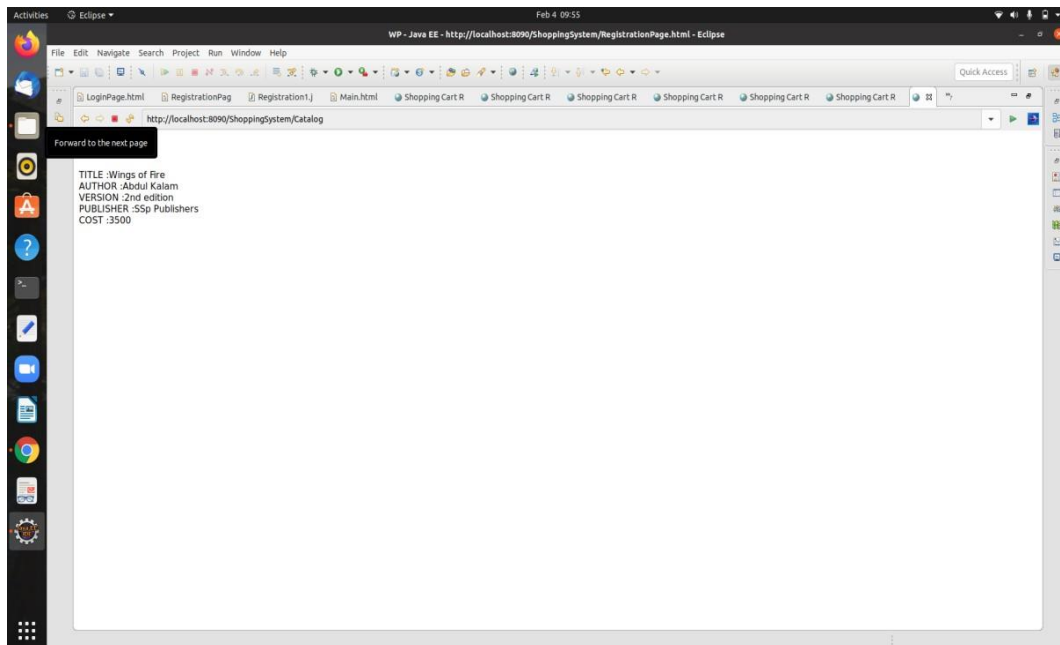 Activities
Eclipse
Feb 4 09:55
WP - Java EE - http://localhost:8090/ShoppingSystem/RegistrationPage.html - Eclipse
File Edit Navigate Search Project Run Window Help
Quick Access
LoginPage.html RegistrationPag Registration1.j Main.html Shopping Cart R Shopping Cart R Shopping Cart R Shopping Cart R Shopping Cart R Shopping Cart R
http://localhost:8090/ShoppingSystem/Catalog
Forward to the next page
TITLE :Wings of Fire
AUTHOR :Abdul Kalam
VERSION :2nd edition
PUBLISHER :SSp Publishers
COST :3500